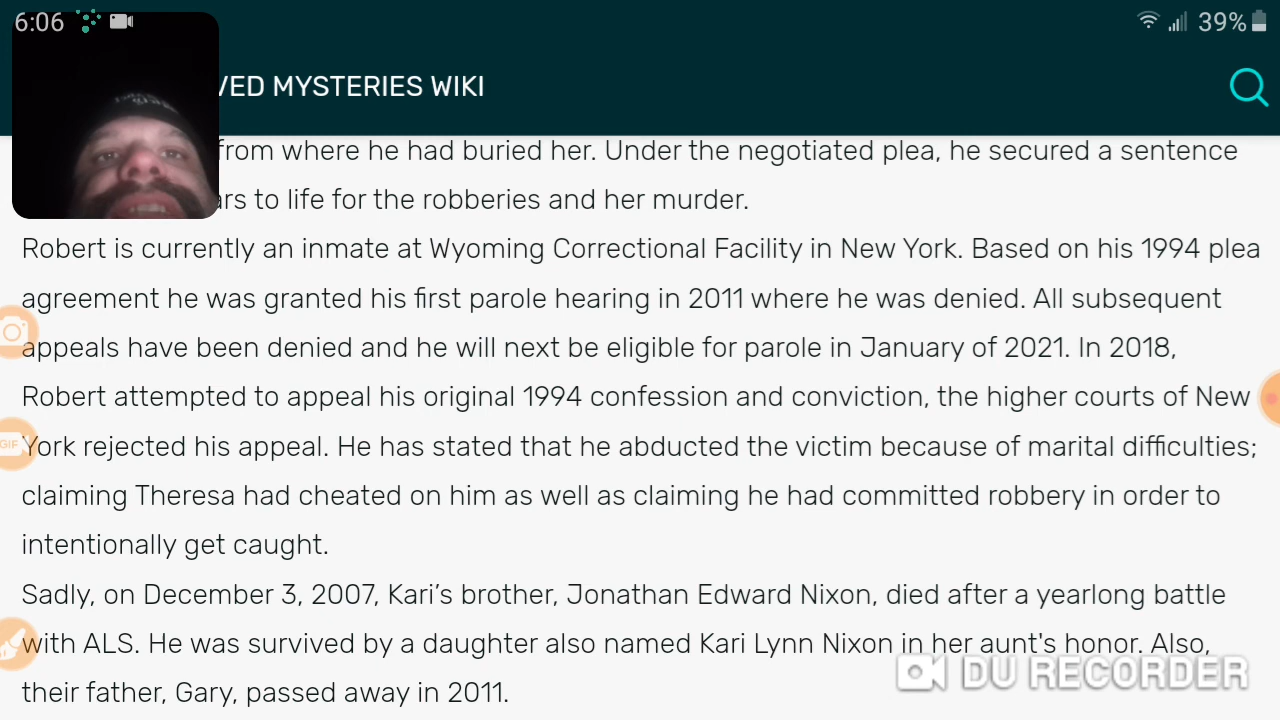 6:06
39%
VED MYSTERIES WIKI
from where he had buried her. Under the negotiated plea, he secured a sentence
ars to life for the robberies and her murder.
Robert is currently an inmate at Wyoming Correctional Facility in New York. Based on his 1994 plea
agreement he was granted his first parole hearing in 2011 where he was denied. All subsequent
appeals have been denied and he will next be eligible for parole in January of 2021. In 2018,
Robert attempted to appeal his original 1994 confession and conviction, the higher courts of New
York rejected his appeal. He has stated that he abducted the victim because of marital difficulties;
claiming Theresa had cheated on him as well as claiming he had committed robbery in order to
intentionally get caught.
Sadly, on December 3, 2007, Kari’s brother, Jonathan Edward Nixon, died after a yearlong battle
with ALS. He was survived by a daughter also named Kari Lynn Nixon in her aunt's honor. Also,
their father, Gary, passed away in 2011.
GIF
DU RECORDER